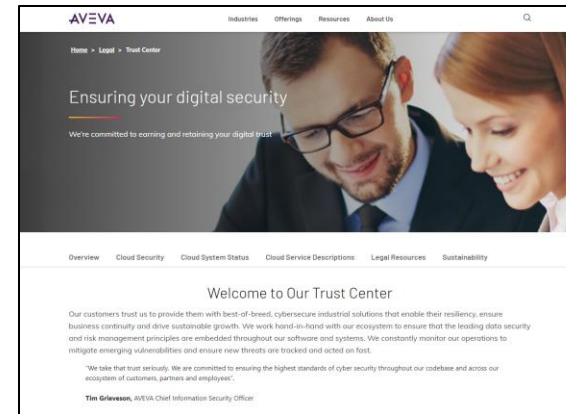 AVEVA
Industries Offerings Resources About Us
Home > Legal > Trust Center
Ensuring your digital security
We're committed to earning and retaining your digital trust
Overview Cloud Security Cloud System Status Cloud Service Descriptions Legal Resources Sustainability
Welcome to Our Trust Center
Our customers trust us to provide them with best-of-breed, cybersecure industrial solutions that enable their resiliency, ensure
business continuity and drive sustainable growth. We work hand-in-hand with our ecosystem to ensure that the leading data security
and risk management principles are embedded throughout our software and systems. We constantly monitor our operations to
mitigate emerging vulnerabilities and ensure new threats are tracked and acted on fast.
"We take that trust seriously. We are committed to ensuring the highest standards of cyber security throughout our codebase and across our
ecosystem of customers, partners and employees".
Tim Grieveson, AVEVA Chief Information Security Officer